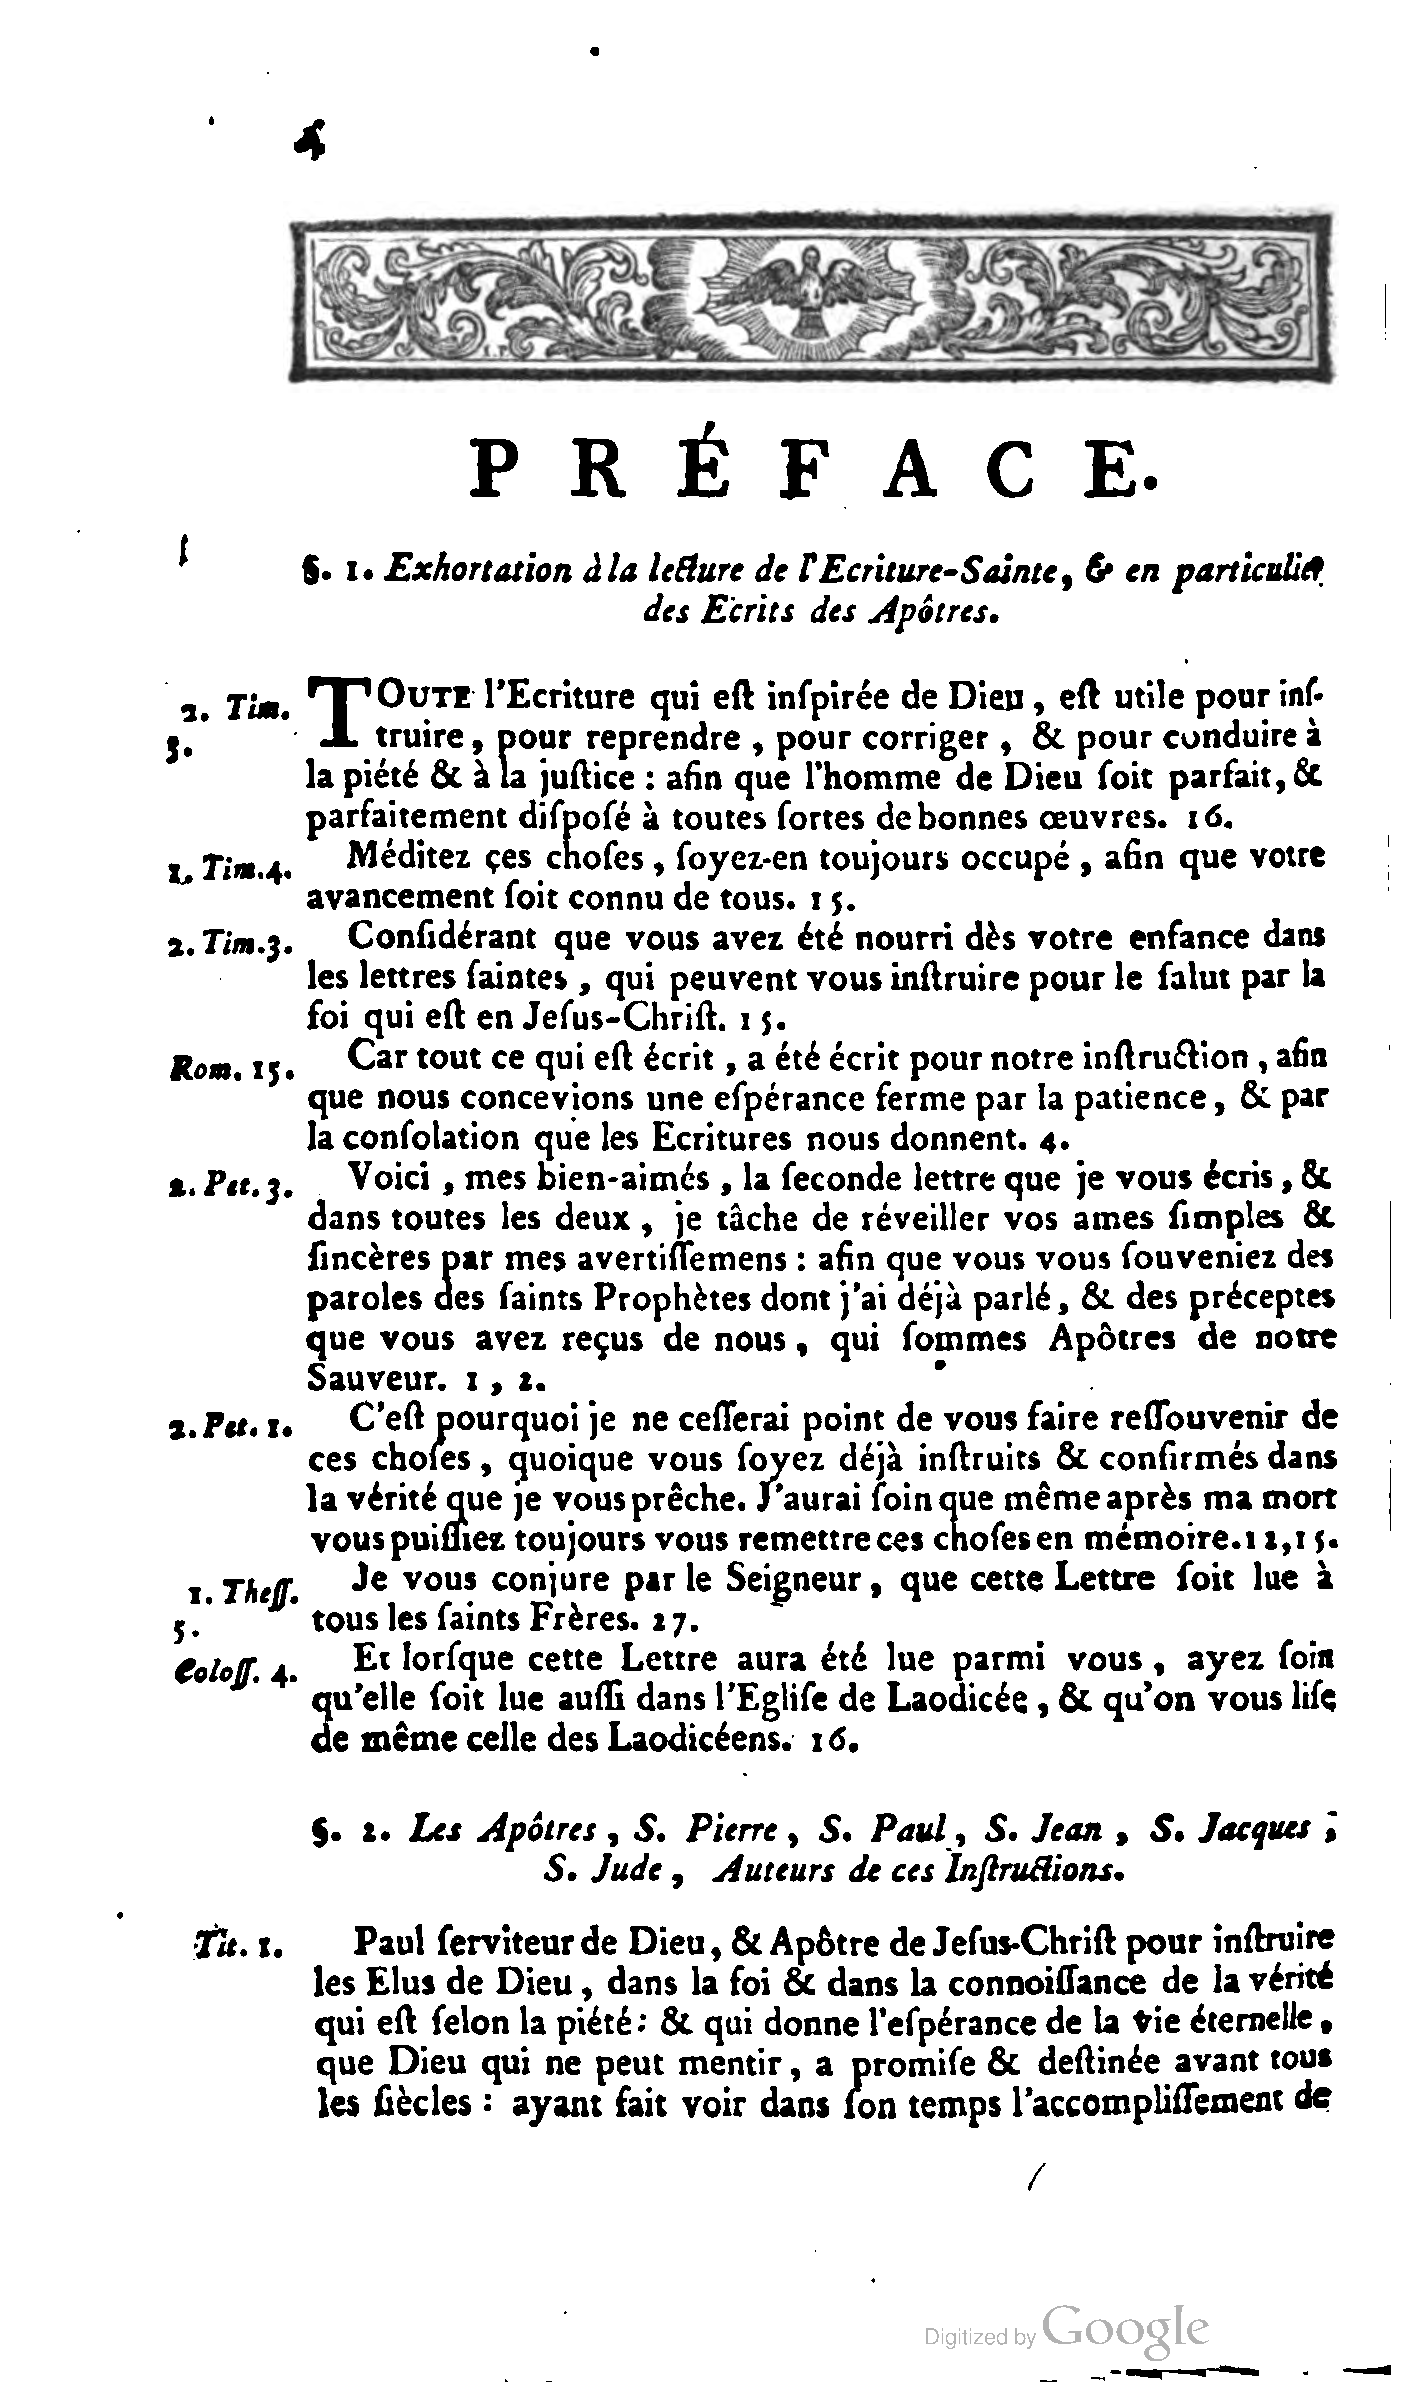 4
PRÉFACE.
§. 1. Exhortation à la lecture de l'Ecriture-Sainte, & en particulier
des Ecrits des Apôtres.
2. Tim. TOUTE l'Ecriture qui eſt inſpirée de Dieu, eſt utile pour inſ-
3. truire, pour reprendre, pour corriger, & pour conduire à
la piété & à la juſtice : afin que l'homme de Dieu ſoit parfait, &
parfaitement diſpoſé à toutes ſortes de bonnes œuvres. 16.
1. Tim. 4. Méditez ces choſes, ſoyez-en toujours occupé, afin que votre
avancement ſoit connu de tous. 15.
2. Tim. 3. Conſidérant que vous avez été nourri dès votre enfance dans
les lettres ſaintes, qui peuvent vous inſtruire pour le ſalut par la
foi qui eſt en Jeſus-Chriſt. 15.
Rom. 15. Car tout ce qui eſt écrit, a été écrit pour notre inſtruction, afin
que nous concevions une eſpérance ferme par la patience, & par
la conſolation que les Ecritures nous donnent. 4.
2. Pet. 3. Voici, mes bien-aimés, la ſeconde lettre que je vous écris, &
dans toutes les deux, je tâche de réveiller vos ames ſimples &
ſincères par mes avertiſſemens : afin que vous vous ſouveniez des
paroles des ſaints Prophètes dont j'ai déjà parlé, & des préceptes
que vous avez reçus de nous, qui ſommes Apôtres de notre
Sauveur. 1, 2.
2. Pet. 1. C'eſt pourquoi je ne ceſſerai point de vous faire reſſouvenir de
ces choſes, quoique vous ſoyez déjà inſtruits & confirmés dans
la vérité que je vous prêche. J'aurai ſoin que même après ma mort
vous puiſſiez toujours vous remettre ces choſes en mémoire. 12, 15.
1. Theſſ. Je vous conjure par le Seigneur, que cette Lettre ſoit lue à
5. tous les ſaints Frères. 27.
Coloſſ. 4. Et lorſque cette Lettre aura été lue parmi vous, ayez ſoin
qu'elle ſoit lue auſſi dans l'Egliſe de Laodicée, & qu'on vous liſe
de même celle des Laodicéens. 16.
§. 2. Les Apôtres, S. Pierre, S. Paul, S. Jean, S. Jacques,
S. Jude, Auteurs de ces Inſtructions.
Tit. 1. Paul ſerviteur de Dieu, & Apôtre de Jeſus-Chriſt pour inſtruire
les Elus de Dieu, dans la foi & dans la connoiſſance de la vérité
qui eſt ſelon la piété : & qui donne l'eſpérance de la vie éternelle,
que Dieu qui ne peut mentir, a promiſe & deſtinée avant tous
les ſiècles : ayant fait voir dans ſon temps l'accompliſſement de
Digitized by Google